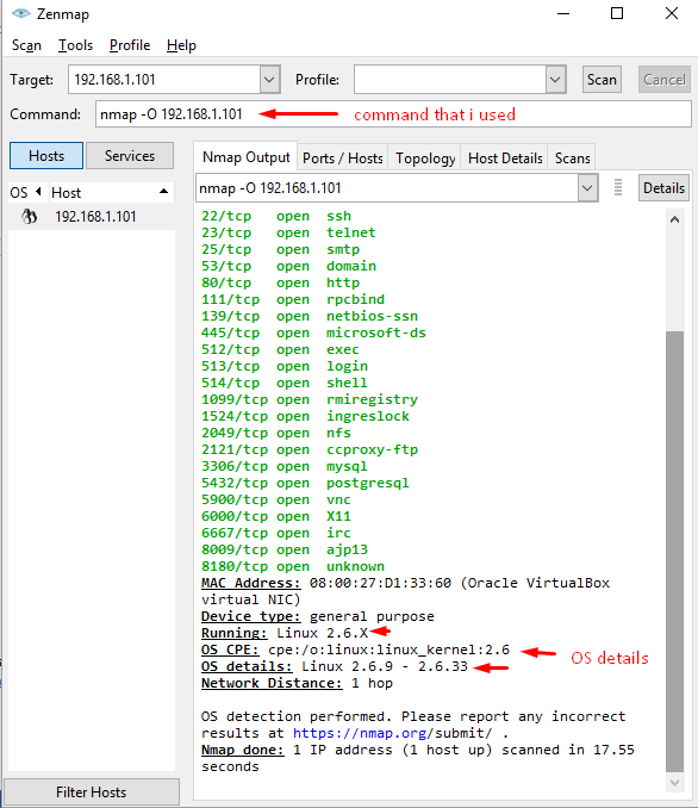 Zenmap
Scan Tools Profile Help
Target: 192.168.1.101 Profile: Scan Cancel
Command: nmap -O 192.168.1.101 command that i used
Hosts Services
Nmap Output Ports / Hosts Topology Host Details Scans
OS Host
192.168.1.101
nmap -O 192.168.1.101 Details
22/tcp open ssh
23/tcp open telnet
25/tcp open smtp
53/tcp open domain
80/tcp open http
111/tcp open rpcbind
139/tcp open netbios-ssn
445/tcp open microsoft-ds
512/tcp open exec
513/tcp open login
514/tcp open shell
1099/tcp open rmiregistry
1524/tcp open ingreslock
2049/tcp open nfs
2121/tcp open ccproxy-ftp
3306/tcp open mysql
5432/tcp open postgresql
5900/tcp open vnc
6000/tcp open X11
6667/tcp open irc
8009/tcp open ajp13
8180/tcp open unknown
MAC Address: 08:00:27:D1:33:60 (Oracle VirtualBox
virtual NIC)
Device type: general purpose
Running: Linux 2.6.X
OS CPE: cpe:/o:linux:linux_kernel:2.6
OS details: Linux 2.6.9 - 2.6.33
OS details
Network Distance: 1 hop
OS detection performed. Please report any incorrect
results at https://nmap.org/submit/ .
Nmap done: 1 IP address (1 host up) scanned in 17.55
seconds
Filter Hosts